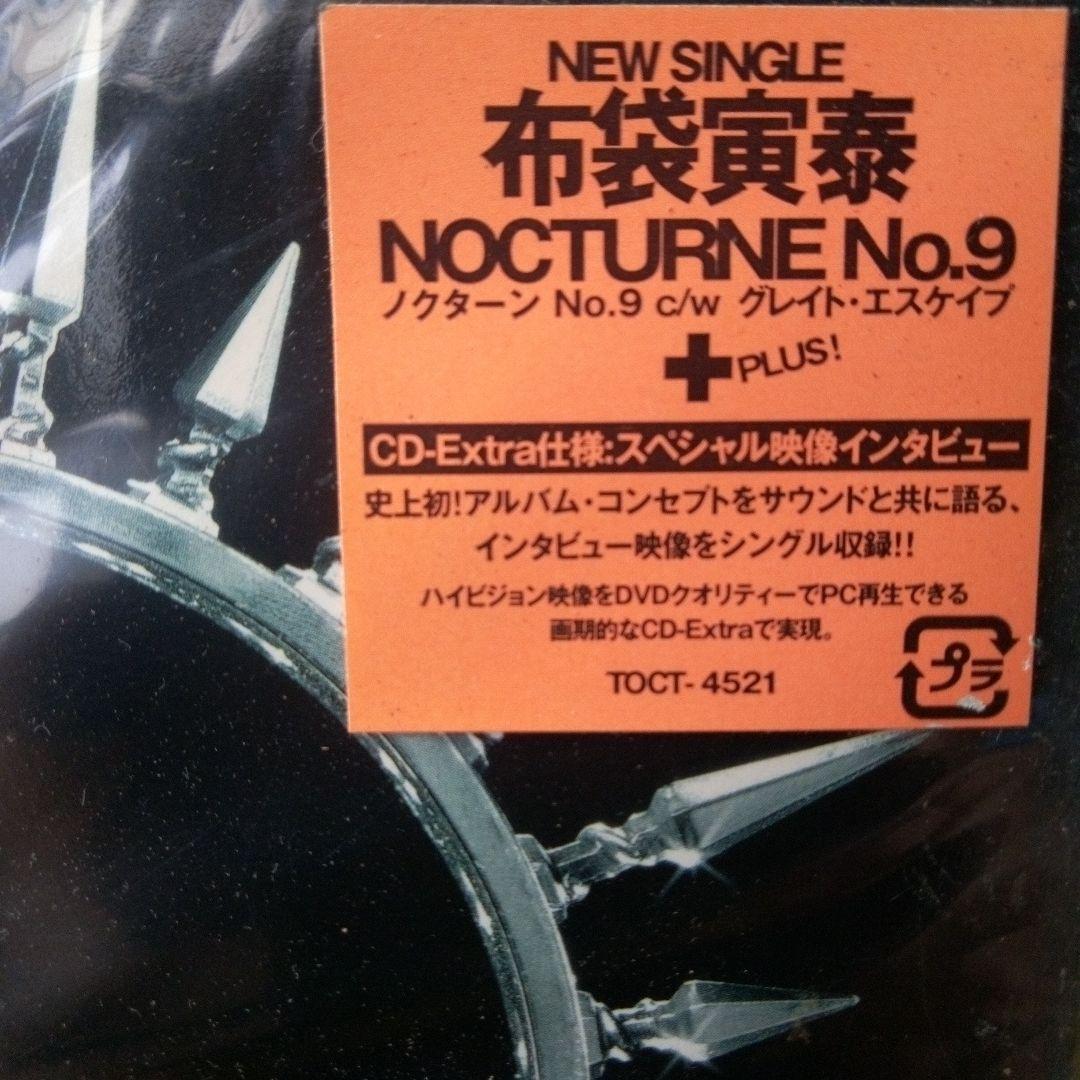 NEW SINGLE
布袋寅泰
NOCTURNE No.9
ノクターン No.9 c/w グレイト・エスケイプ
+PLUS!
CD-Extra仕様:スペシャル映像インタビュー
史上初!アルバム・コンセプトをサウンドと共に語る、
インタビュー映像をシングル収録!!
ハイビジョン映像をDVDクオリティーでPC再生できる
画期的なCD-Extraで実現。
TOCT- 4521
プラ